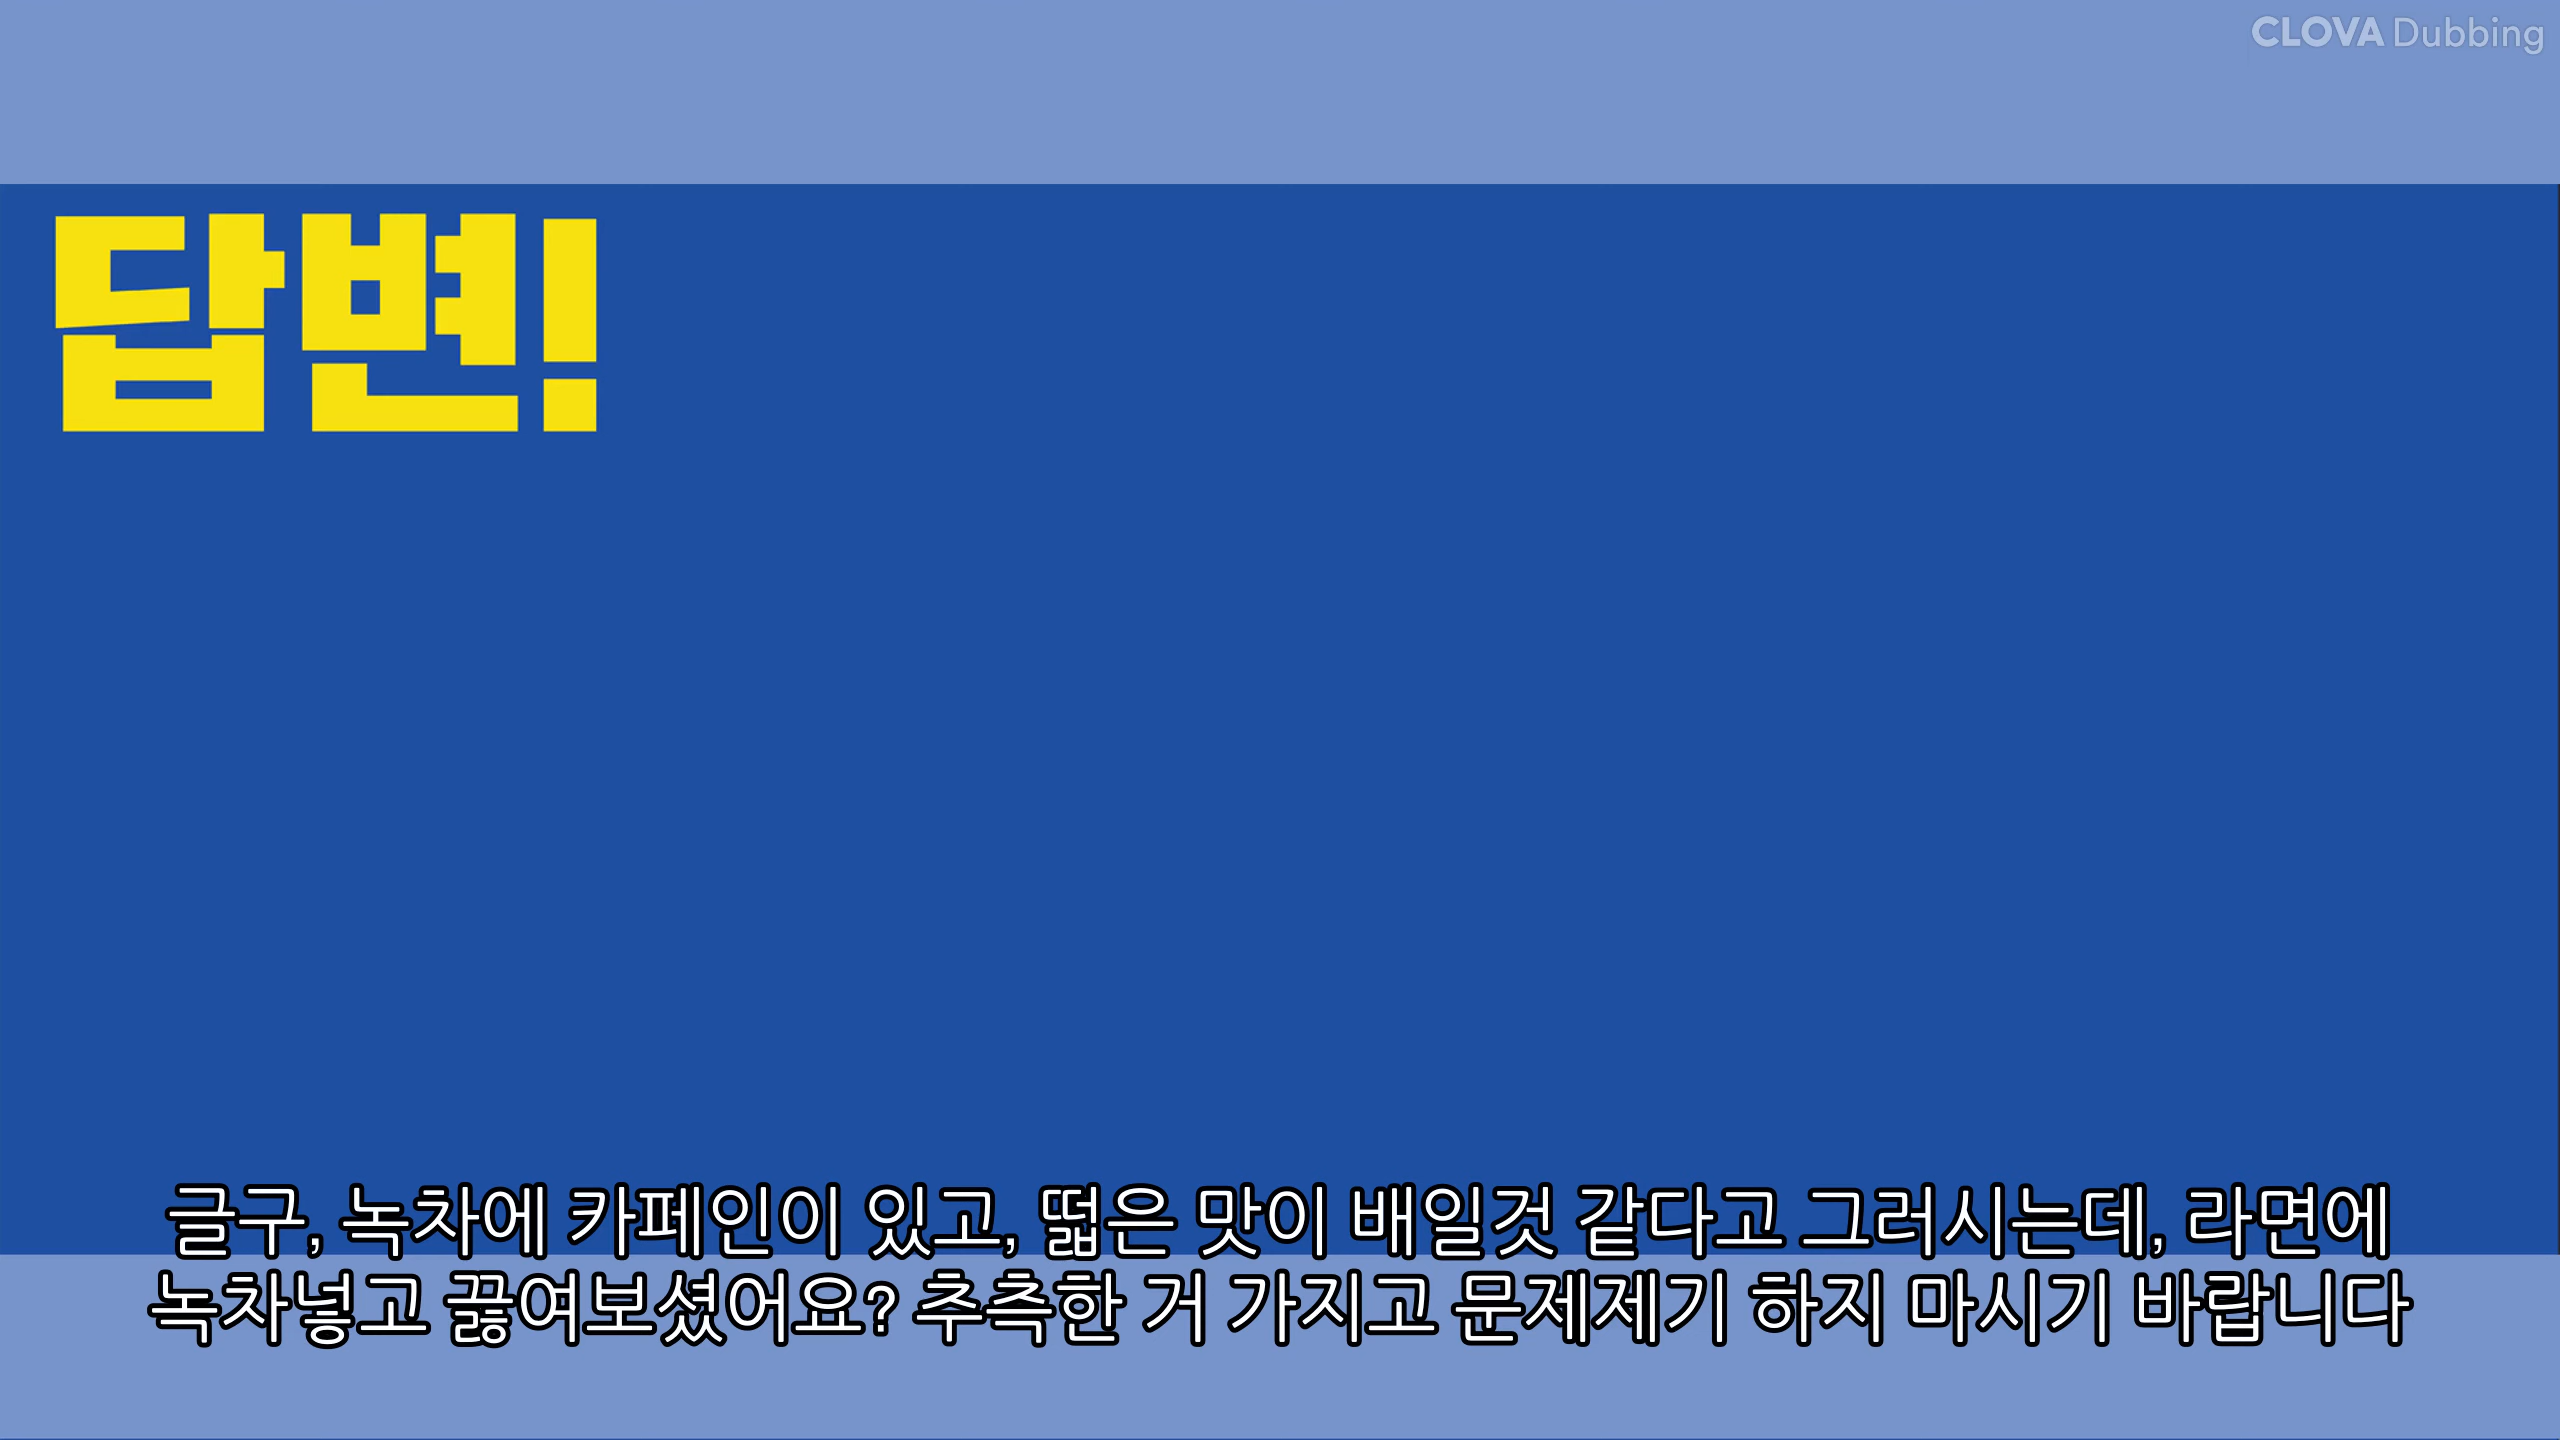 CLOVA Dubbing
답변!
글구, 녹차에 카페인이 있고, 떫은 맛이 배일것 같다고 그러시는데, 라면에
녹차넣고 끓여보셨어요? 추측한 거 가지고 문제제기 하지 마시기 바랍니다